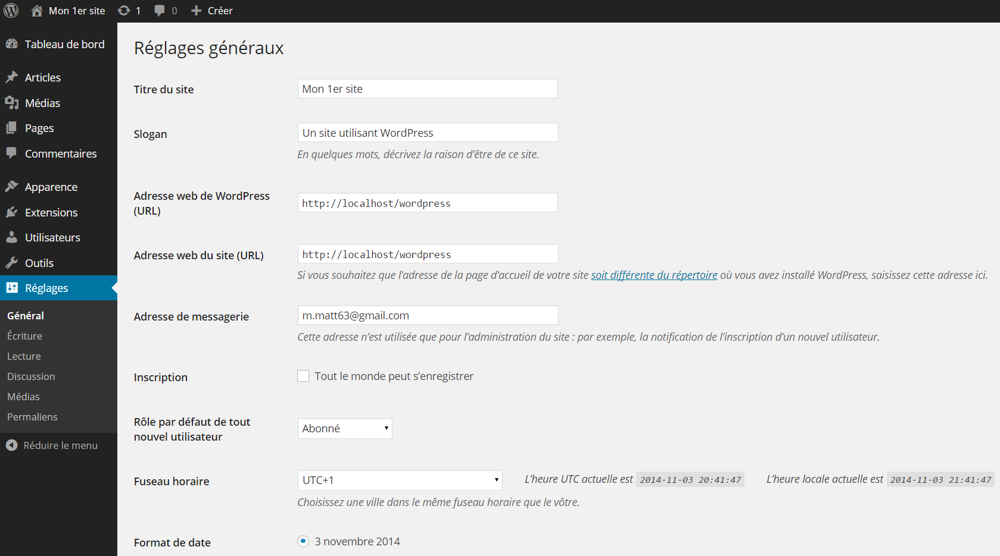 Mon 1er site 1 0 Créer
Tableau de bord
Articles
Médias
Pages
Commentaires
Apparence
Extensions
Utilisateurs
Outils
Réglages
Général
Écriture
Lecture
Discussion
Médias
Permaliens
Réduire le menu
Réglages généraux
Titre du site
Mon 1er site
Slogan
Un site utilisant WordPress
En quelques mots, décrivez la raison d’être de ce site.
Adresse web de WordPress
(URL)
http://localhost/wordpress
Adresse web du site (URL)
http://localhost/wordpress
Si vous souhaitez que l’adresse de la page d’accueil de votre site soit différente du répertoire où vous avez installé WordPress, saisissez cette adresse ici.
Adresse de messagerie
m.matt63@gmail.com
Cette adresse n’est utilisée que pour l’administration du site : par exemple, la notification de l’inscription d’un nouvel utilisateur.
Inscription
Tout le monde peut s’enregistrer
Rôle par défaut de tout
nouvel utilisateur
Abonné
Fuseau horaire
UTC+1
L’heure UTC actuelle est 2014-11-03 20:41:47
L’heure locale actuelle est 2014-11-03 21:41:47
Choisissez une ville dans le même fuseau horaire que le vôtre.
Format de date
3 novembre 2014